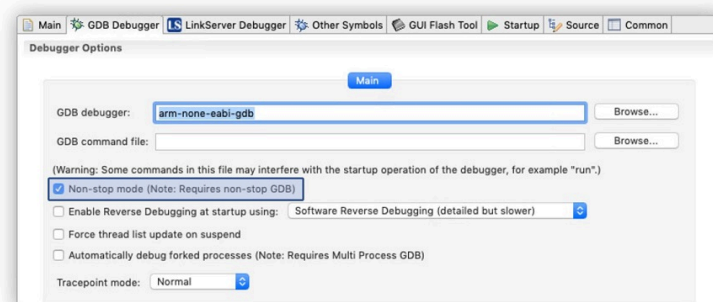 Main GDB Debugger LS LinkServer Debugger Other Symbols GUI Flash Tool Startup Source Common
Debugger Options
Main
GDB debugger: arm-none-eabi-gdb Browse...
GDB command file: Browse...
(Warning: Some commands in this file may interfere with the startup operation of the debugger, for example "run".)
Non-stop mode (Note: Requires non-stop GDB)
Enable Reverse Debugging at startup using: Software Reverse Debugging (detailed but slower)
Force thread list update on suspend
Automatically debug forked processes (Note: Requires Multi Process GDB)
Tracepoint mode: Normal